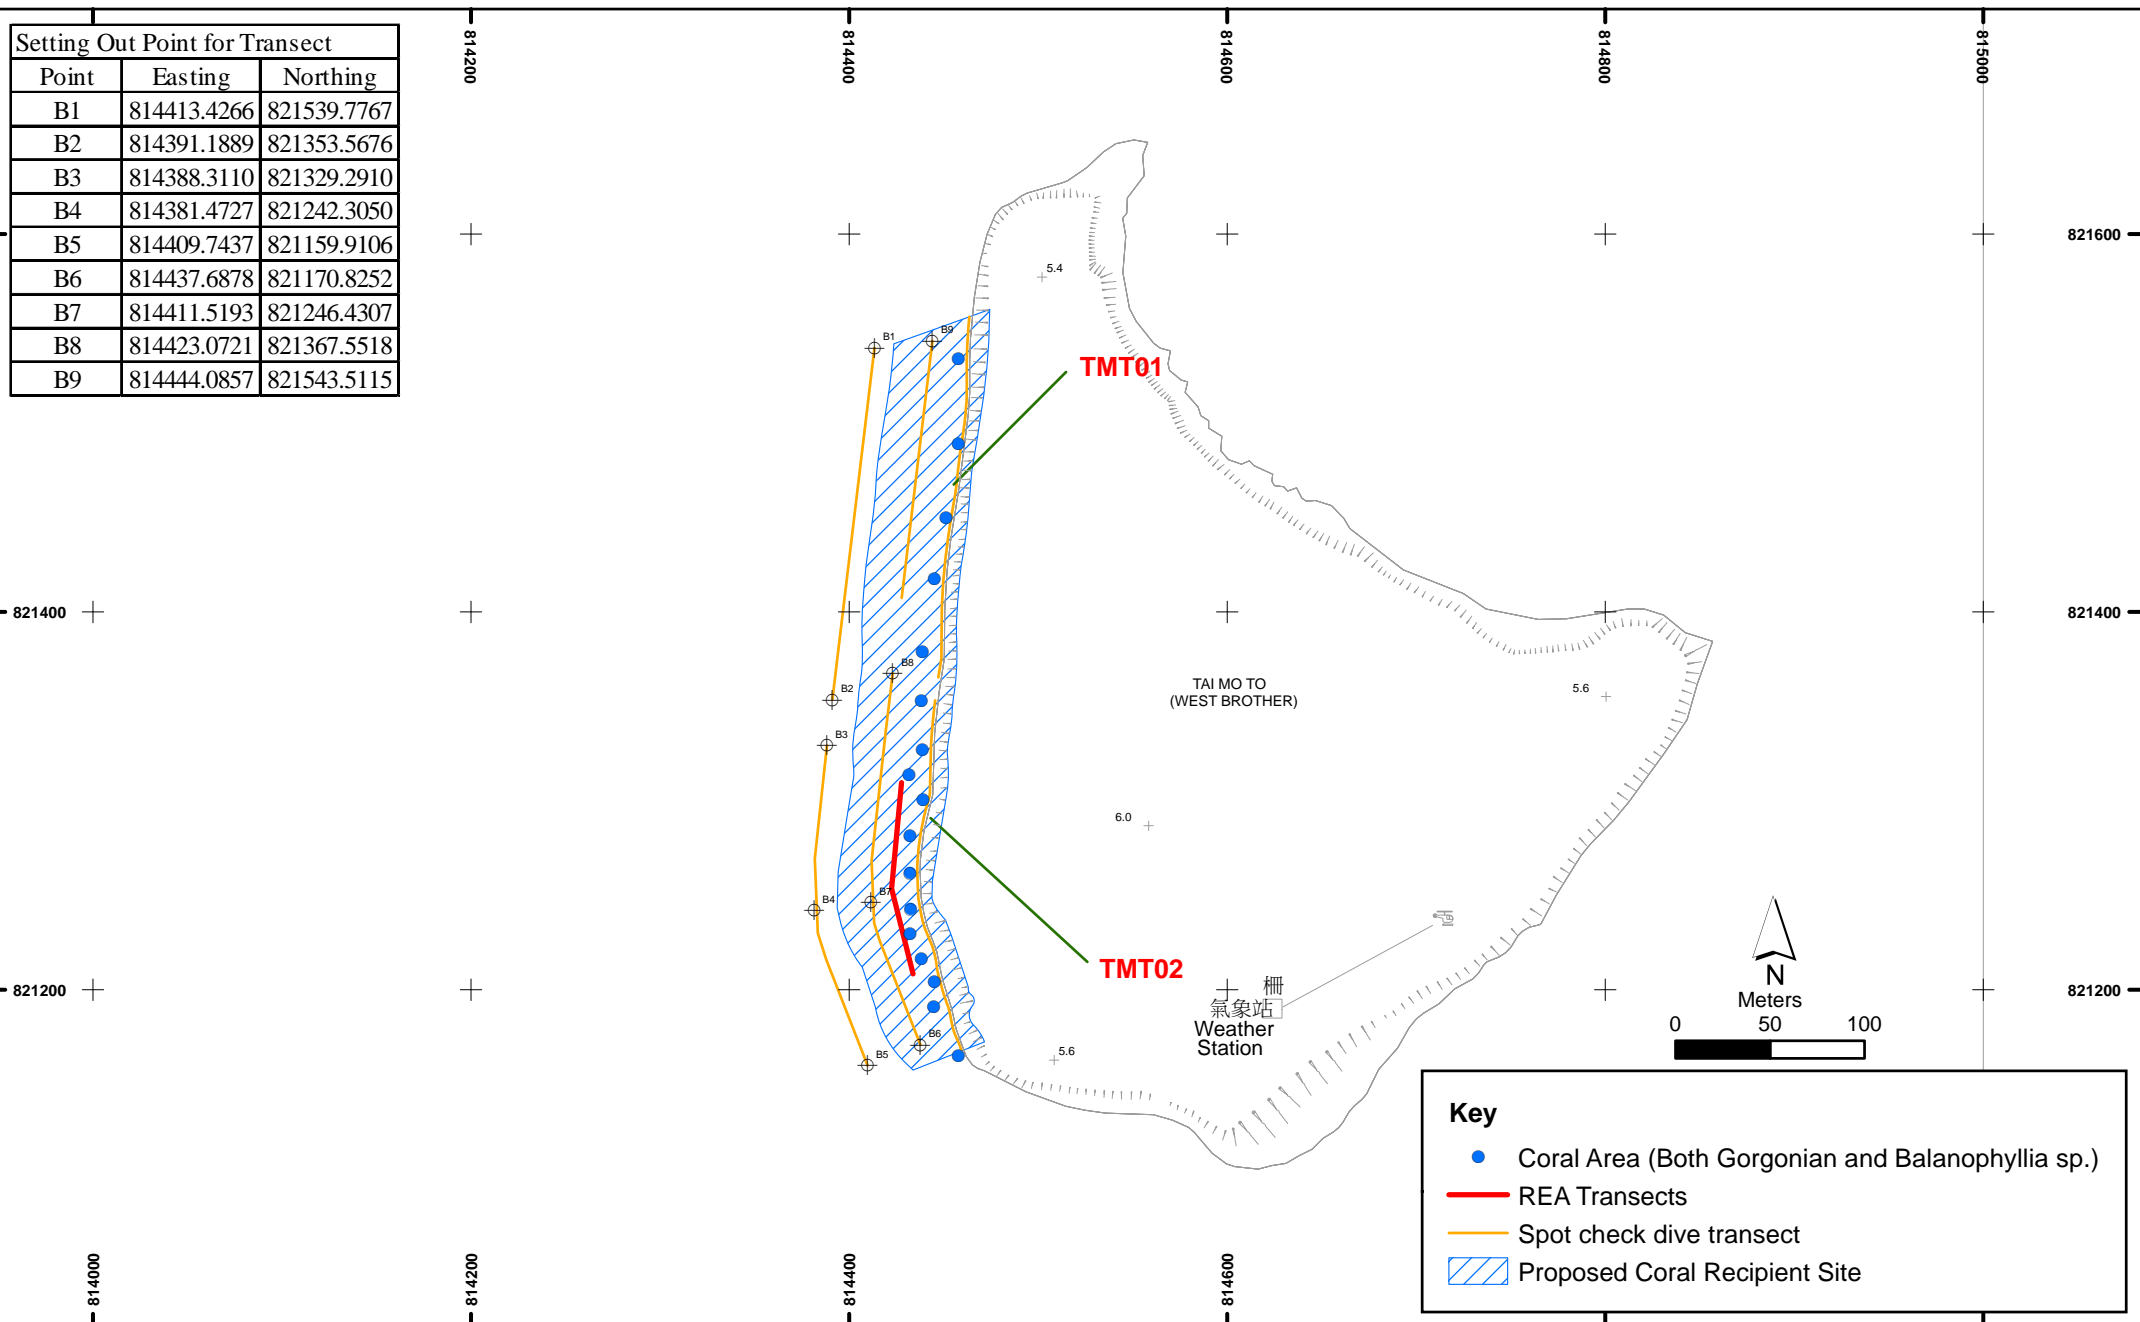 Setting Out Point for Transect
Point Easting Northing
B1 814413.4266 821539.7767
B2 814391.1889 821353.5676
B3 814388.3110 821329.2910
B4 814381.4727 821242.3050
B5 814409.7437 821159.9106
B6 814437.6878 821170.8252
B7 814411.5193 821246.4307
B8 814423.0721 821367.5518
B9 814444.0857 821543.5115
814200
814400
814600
814800
815000
821600
5.4
B1
B9
TMT01
821400
821400
B8
B2
B3
TAI MO TO
(WEST BROTHER)
5.6
6.0
B7
B4
TMT02
821200
821200
柵
氣象站
Weather
Station
B6
B5
5.6
N
Meters
0 50 100
Key
Coral Area (Both Gorgonian and Balanophyllia sp.)
REA Transects
Spot check dive transect
Proposed Coral Recipient Site
814000
814200
814400
814600